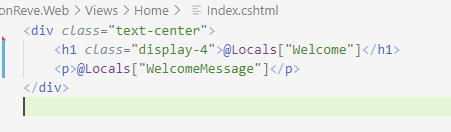 onReve.Web > Views > Home > Index.cshtml
<div class="text-center">
    <h1 class="display-4">@Locals["Welcome"]</h1>
    <p>@Locals["WelcomeMessage"]</p>
</div>